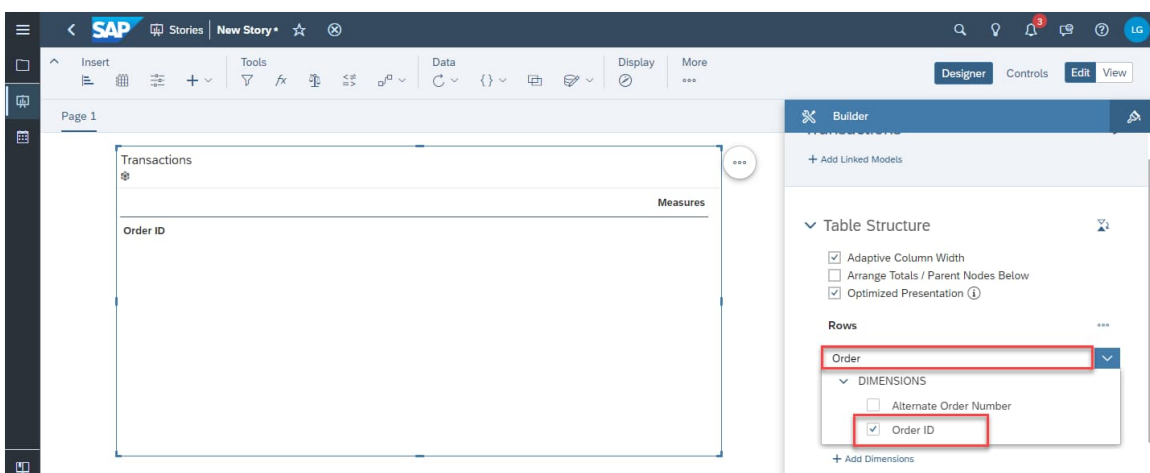 SAP Stories New Story* 3 LG
Insert Tools Data Display More
Designer Controls Edit View
Page 1
Builder
Transactions
+ Add Linked Models
Transactions
Measures
Order ID
Table Structure
Adaptive Column Width
Arrange Totals / Parent Nodes Below
Optimized Presentation
Rows
Order
DIMENSIONS
Alternate Order Number
Order ID
+ Add Dimensions